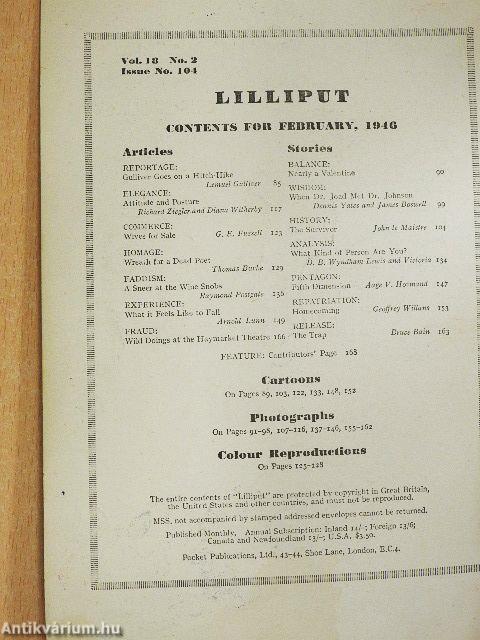 Vol. 18 No. 2
Issue No. 104
LILLIPUT
CONTENTS FOR FEBRUARY, 1946
Articles
REPORTAGE:
Gulliver Goes on a Hitch-Hike
Lemuel Gulliver 85
ELEGANCE:
Attitude and Posture
Richard Ziegler and Diana Witherby 117
COMMERCE:
Wives for Sale G. E. Fussell 123
HOMAGE:
Wreath for a Dead Poet
Thomas Burke 129
FADDISM:
A Sneer at the Wine Snobs
Raymond Postgate 136
EXPERIENCE:
What it Feels Like to Fall
Arnold Lunn 149
FRAUD:
Wild Doings at the Haymarket Theatre 166
Stories
BALANCE:
Nearly a Valentine 90
WISDOM:
When Dr. Joad Met Dr. Johnson
Dennis Yates and James Boswell 99
HISTORY:
The Survivor John le Maistre 104
ANALYSIS:
What Kind of Person Are You?
D. B. Wyndham Lewis and Victoria 134
PENTAGON:
Fifth Dimension Aage V. Hovmand 147
REPATRIATION:
Homecoming Geoffrey Willans 153
RELEASE:
The Trap Bruce Bain 163
FEATURE: Contributors' Page 168
Cartoons
On Pages 89, 103, 122, 133, 148, 152
Photographs
On Pages 91-98, 107-116, 137-146, 155-162
Colour Reproductions
On Pages 125-128
The entire contents of "Lilliput" are protected by copyright in Great Britain,
the United States and other countries, and must not be reproduced.
MSS. not accompanied by stamped addressed envelopes cannot be returned.
Published Monthly, Annual Subscription: Inland 14/-; Foreign 13/6;
Canada and Newfoundland 13/-; U.S.A. $3.50.
Pocket Publications, Ltd., 43-44, Shoe Lane, London, E.C.4.
Antikvárium.hu